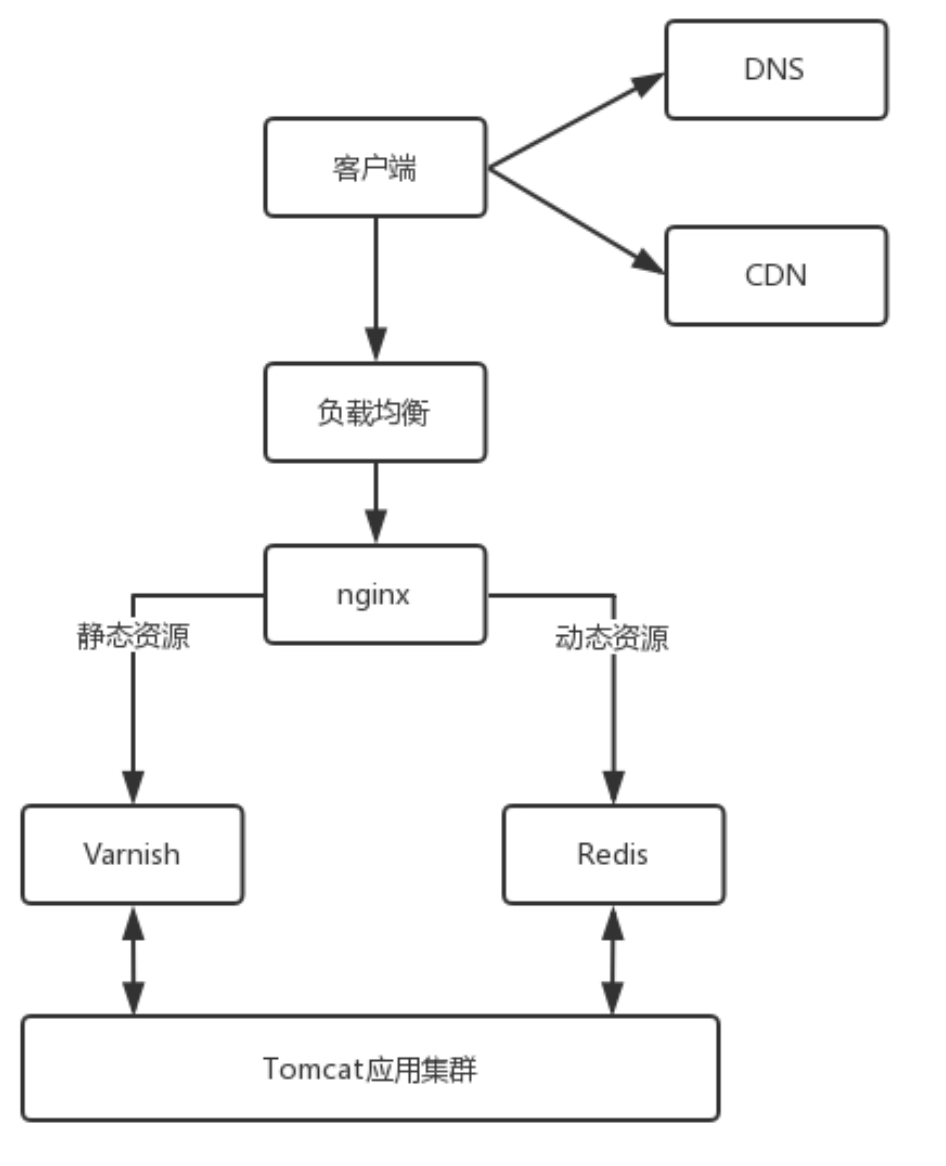 DNS
客户端
CDN
负载均衡
nginx
静态资源
动态资源
Varnish
Redis
Tomcat应用集群